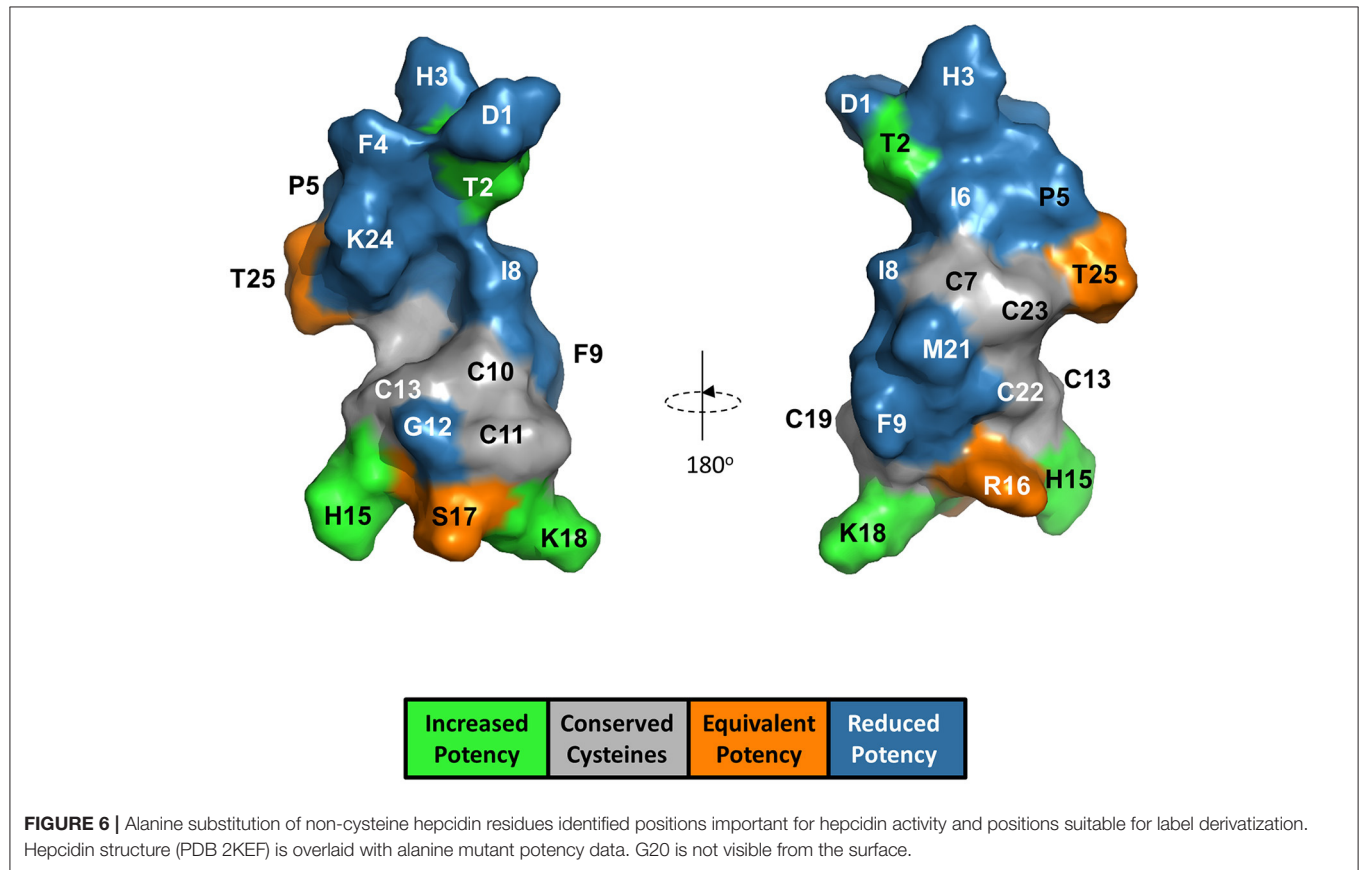 H3
D1
F4
T2
P5
K24
I8
T25
F9
C10
C13
G12
C11
H15
S17
K18
180o
H3
D1
T2
I6
P5
I8
T25
C7
C23
M21
C13
C22
C19
F9
R16
H15
K18
Increased Potency
Conserved Cysteines
Equivalent Potency
Reduced Potency
FIGURE 6 | Alanine substitution of non-cysteine hepcidin residues identified positions important for hepcidin activity and positions suitable for label derivatization.
Hepcidin structure (PDB 2KEF) is overlaid with alanine mutant potency data. G20 is not visible from the surface.